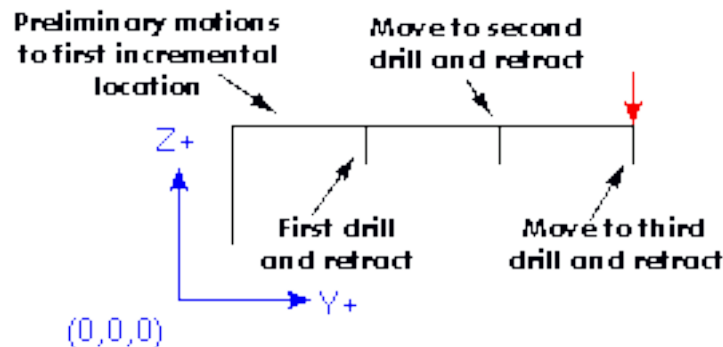 Preliminary motions
to first incremental
location
Move to second
drill and retract
Z+
First drill
and retract
Move to third
drill and retract
Y+
(0,0,0)